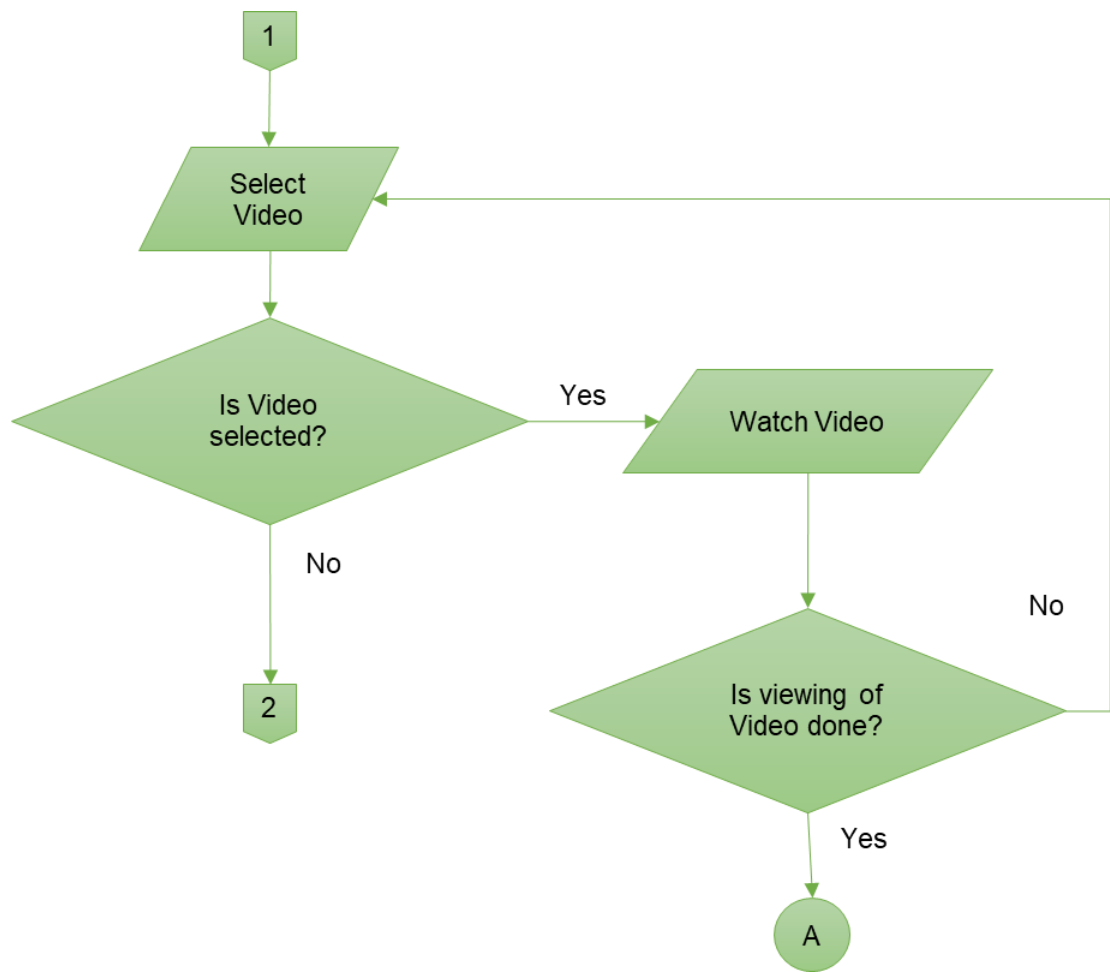 1
Select
Video
Is Video
selected?
Yes
Watch Video
No
2
No
Is viewing of
Video done?
Yes
A